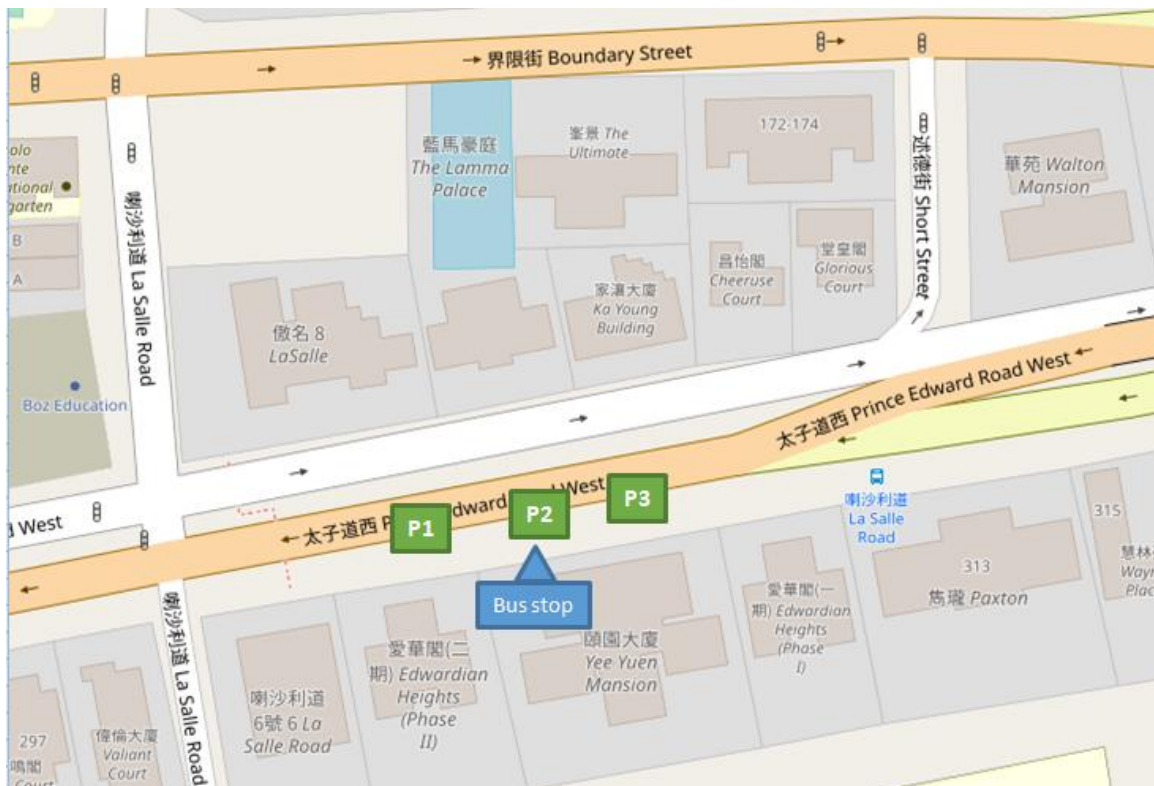 界限街 Boundary Street
172-174
藍馬豪庭
The Lamma
Palace
峯景 The
Ultimate
述德街 Short Street
華苑 Walton
Mansion
喇沙利道 La Salle Road
B
A
昌怡閣
Cheeruse
Court
堂皇閣
Glorious
Court
家瀼大廈
Ka Young
Building
傲名 8
LaSalle
Boz Education
太子道西 Prince Edward Road West
West
太子道西
West
P1
P2
P3
Bus stop
喇沙利道
La Salle
Road
315
313
雋瓏 Paxton
愛華閣(一
期) Edwardian
Heights
(Phase
I)
頤園大廈
Yee Yuen
Mansion
愛華閣(二
期) Edwardian
Heights
(Phase
II)
喇沙利道
6號 6 La
Salle Road
喇沙利道 La Salle Road
偉倫大廈
Valiant
Court
297
鳴閣
Court